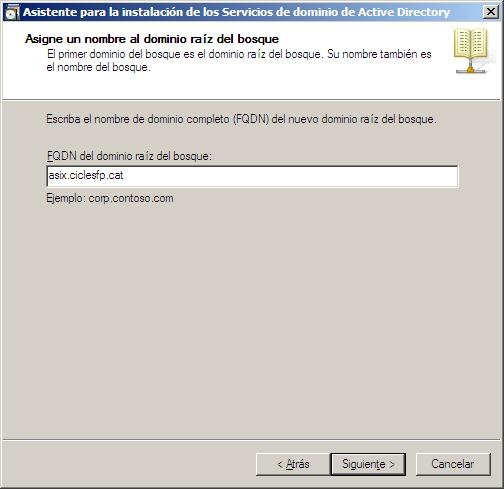 Asistente para la instalación de los Servicios de dominio de Active Directory
Asigne un nombre al dominio raíz del bosque
El primer dominio del bosque es el dominio raíz del bosque. Su nombre también es
el nombre del bosque.
Escriba el nombre de dominio completo (FQDN) del nuevo dominio raíz del bosque.
FQDN del dominio raíz del bosque:
asix.ciclesfp.cat
Ejemplo: corp.contoso.com
< Atrás
Siguiente >
Cancelar